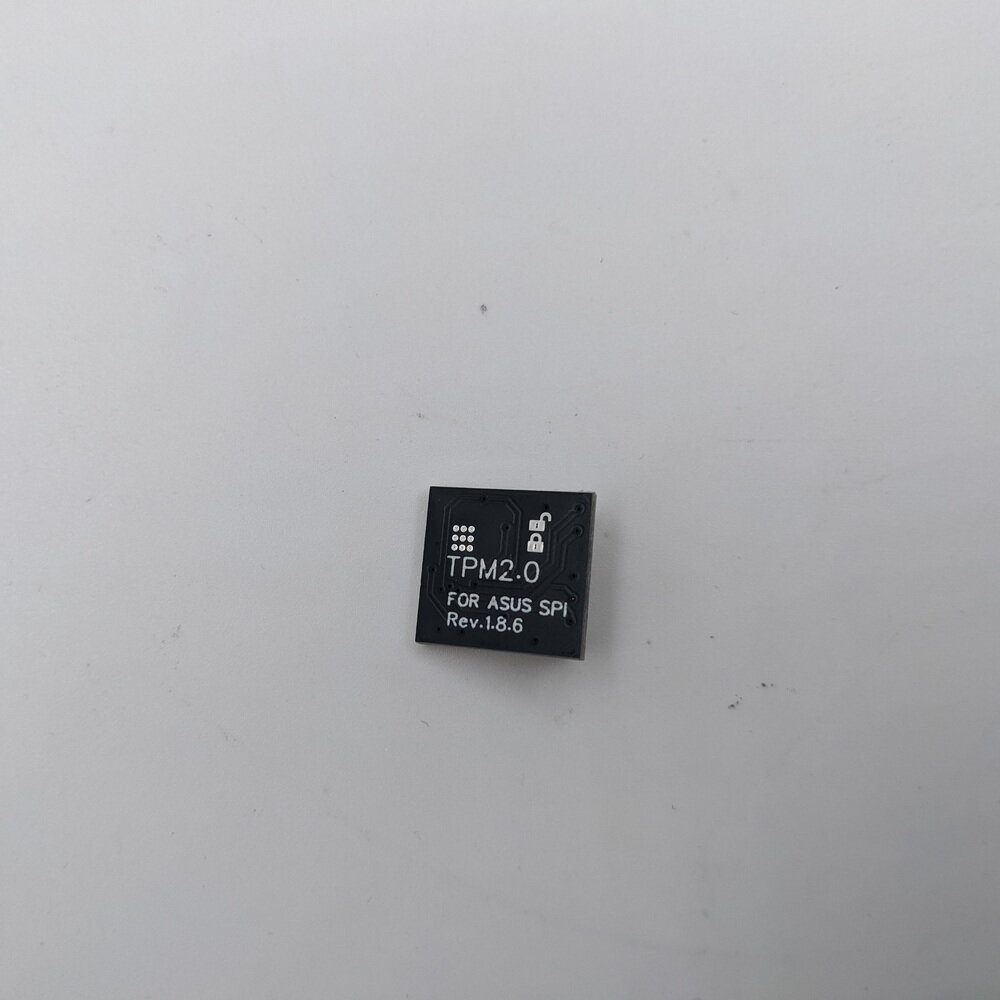 TPM2.0
FOR ASUS SPI
Rev.1.8.6